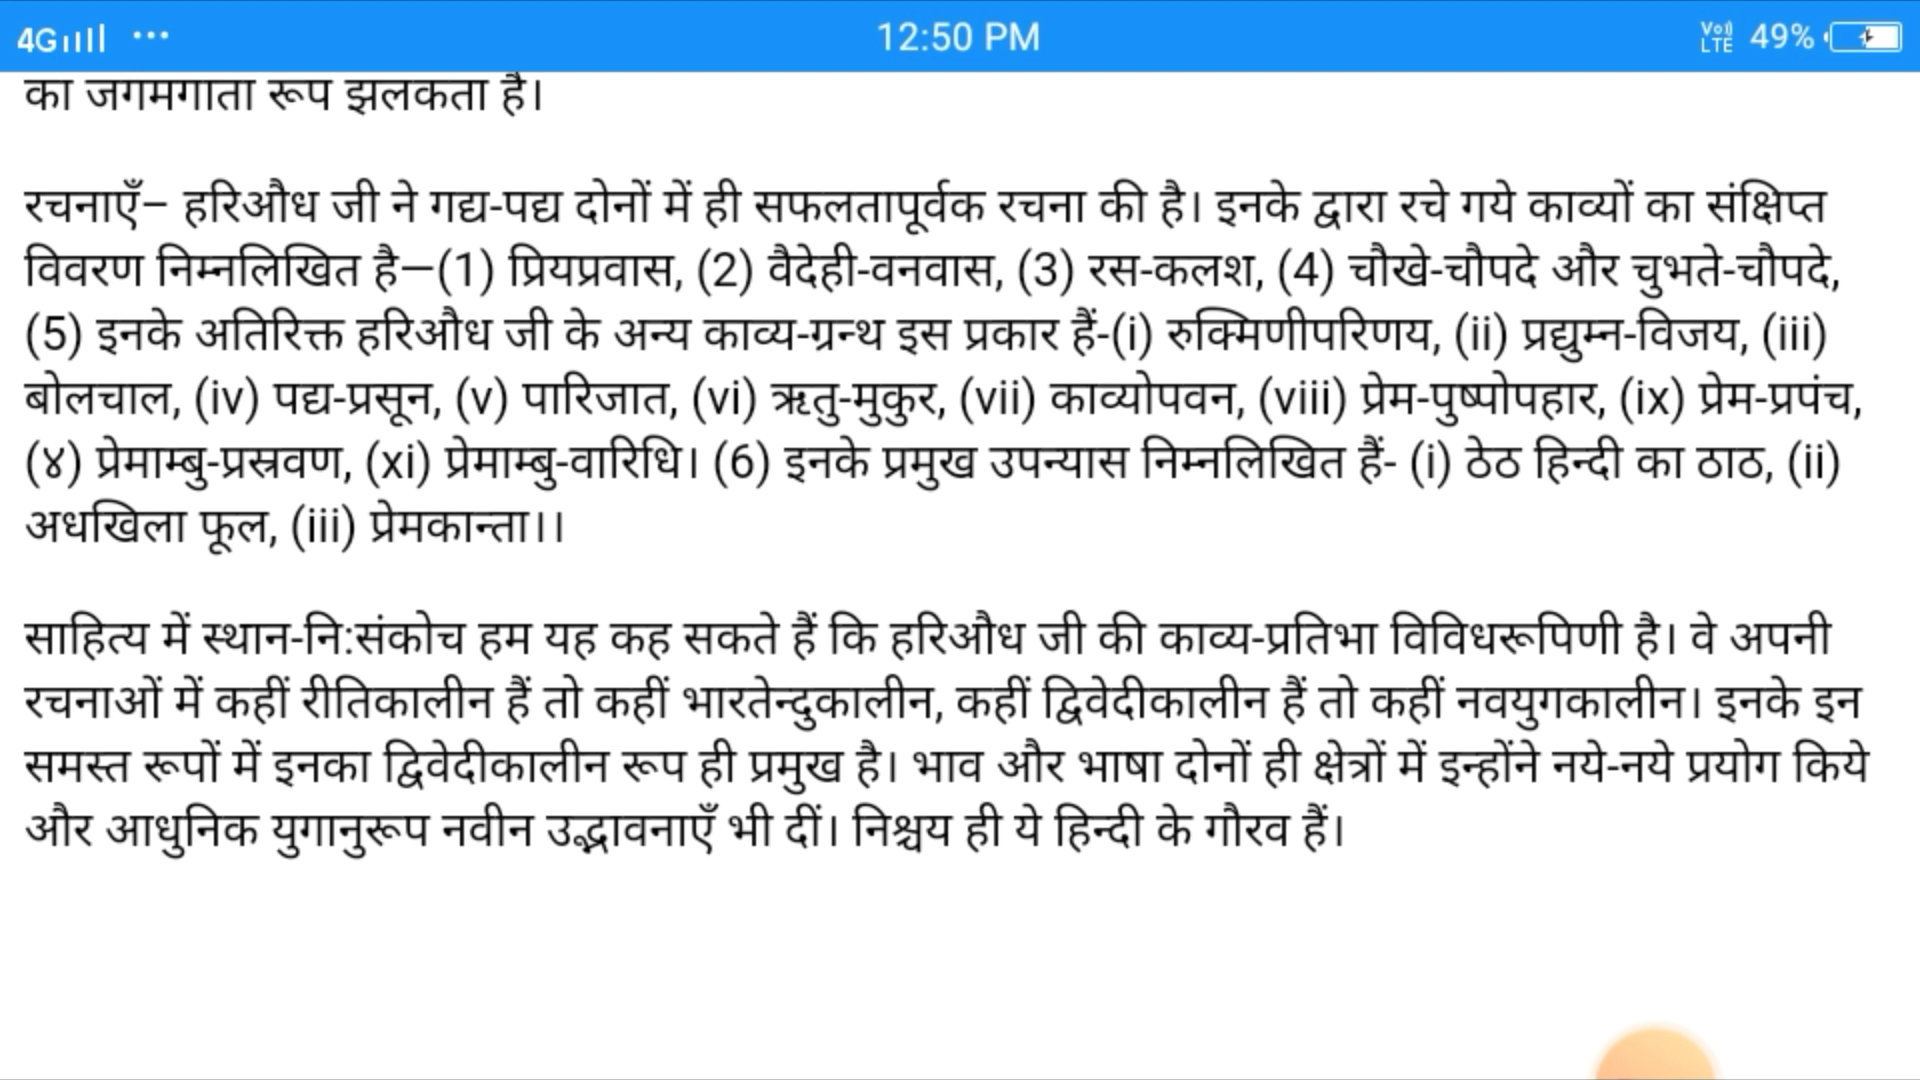 4G ... 12:50 PM VoLTE 49%
का जगमगाता रूप झलकता है।
रचनाएँ– हरिऔध जी ने गद्य-पद्य दोनों में ही सफलतापूर्वक रचना की है। इनके द्वारा रचे गये काव्यों का संक्षिप्त
विवरण निम्नलिखित है—(1) प्रियप्रवास, (2) वैदेही-वनवास, (3) रस-कलश, (4) चौखे-चौपदे और चुभते-चौपदे,
(5) इनके अतिरिक्त हरिऔध जी के अन्य काव्य-ग्रन्थ इस प्रकार हैं-(i) रुक्मिणीपरिणय, (ii) प्रद्युम्न-विजय, (iii)
बोलचाल, (iv) पद्य-प्रसून, (v) पारिजात, (vi) ऋतु-मुकुर, (vii) काव्योपवन, (viii) प्रेम-पुष्पोपहार, (ix) प्रेम-प्रपंच,
(४) प्रेमाम्बु-प्रस्रवण, (xi) प्रेमाम्बु-वारिधि। (6) इनके प्रमुख उपन्यास निम्नलिखित हैं- (i) ठेठ हिन्दी का ठाठ, (ii)
अधखिला फूल, (iii) प्रेमकान्ता।।
साहित्य में स्थान-नि:संकोच हम यह कह सकते हैं कि हरिऔध जी की काव्य-प्रतिभा विविधरूपिणी है। वे अपनी
रचनाओं में कहीं रीतिकालीन हैं तो कहीं भारतेन्दुकालीन, कहीं द्विवेदीकालीन हैं तो कहीं नवयुगकालीन। इनके इन
समस्त रूपों में इनका द्विवेदीकालीन रूप ही प्रमुख है। भाव और भाषा दोनों ही क्षेत्रों में इन्होंने नये-नये प्रयोग किये
और आधुनिक युगानुरूप नवीन उद्भावनाएँ भी दीं। निश्चय ही ये हिन्दी के गौरव हैं।